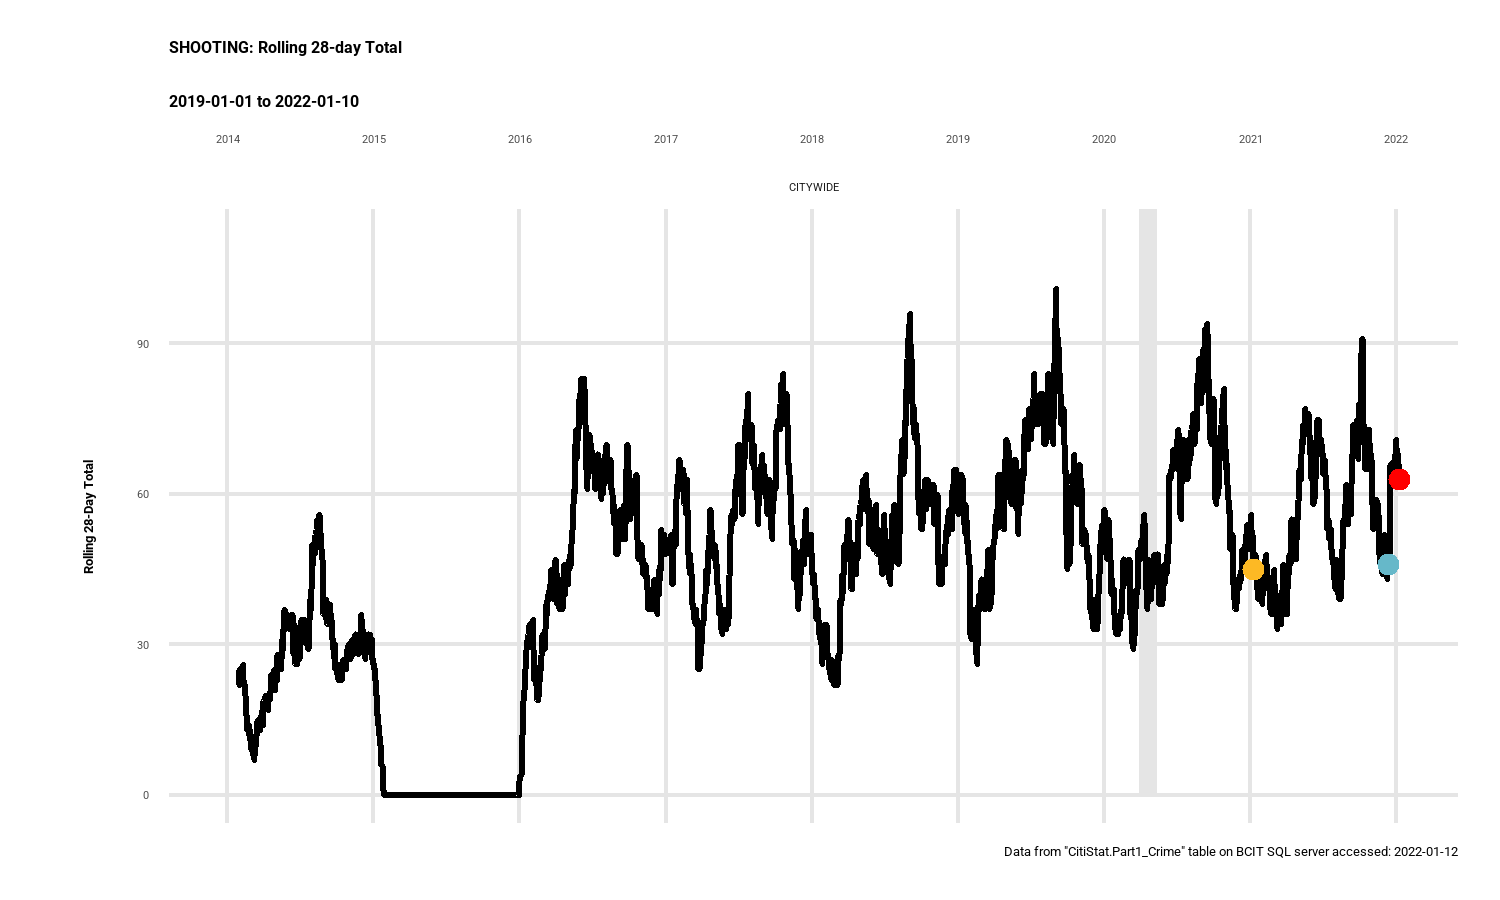 SHOOTING: Rolling 28-day Total
2019-01-01 to 2022-01-10
2014 2015 2016 2017 2018 2019 2020 2021 2022
CITYWIDE
90
60
30
0
Rolling 28-Day Total
Data from "CitiStat.Part1_Crime" table on BCIT SQL server accessed: 2022-01-12